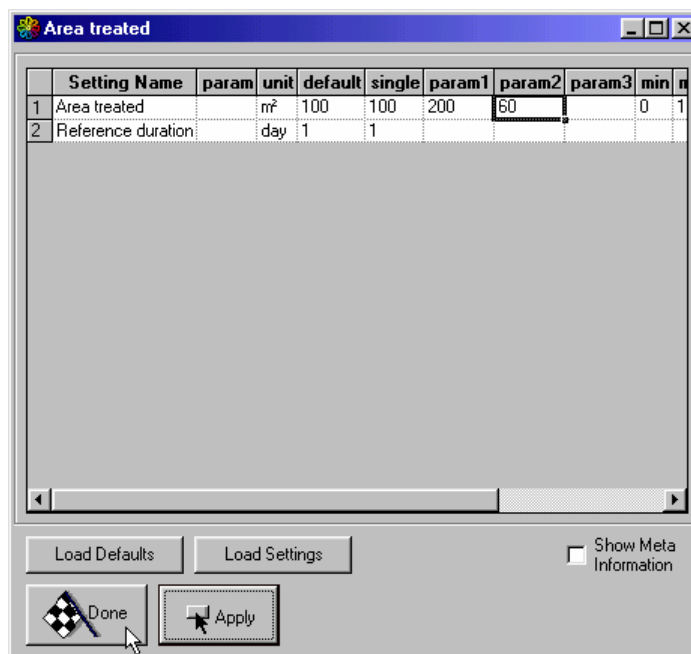 Area treated
Setting Name param unit default single param1 param2 param3 min
1 Area treated m² 100 100 200 60 0 1
2 Reference duration day 1 1
Load Defaults Load Settings
Show Meta
Information
Done Apply